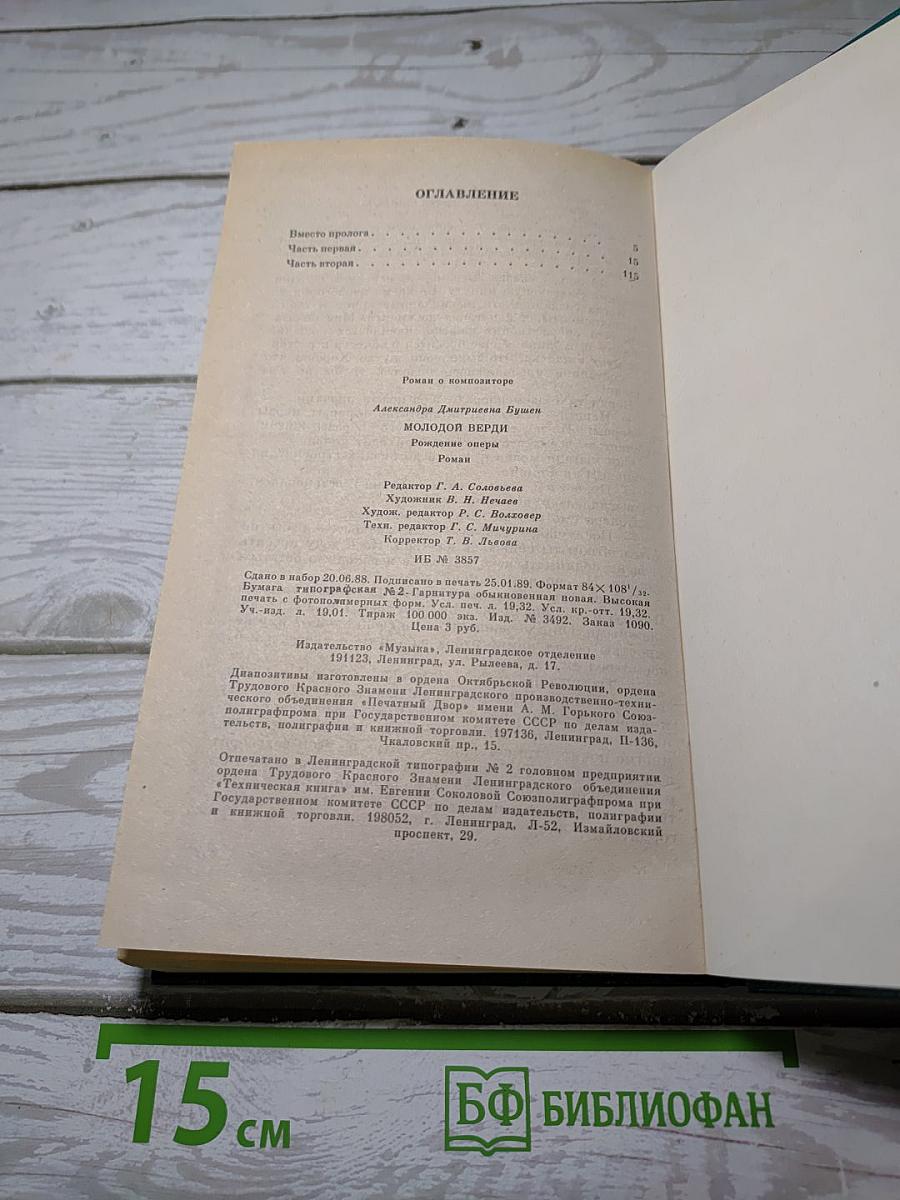 ОГЛАВЛЕНИЕ
Вместо пролога . . . . . . . . . . . . . . . 5
Часть первая . . . . . . . . . . . . . . . . 15
Часть вторая . . . . . . . . . . . . . . . . 115
Роман о композиторе
Александра Дмитриевна Бушен
МОЛОДОЙ ВЕРДИ
Рождение оперы
Роман
Редактор Г. А. Соловьева
Художник В. Н. Нечаев
Худож. редактор Р. С. Волховер
Техн. редактор Г. С. Мичурина
Корректор Т. В. Львова
ИБ № 3857
Сдано в набор 20.06.88. Подписано в печать 25.01.89. Формат 84×108¹/₃₂.
Бумага типографская №2. Гарнитура обыкновенная новая. Высокая
печать с фотополимерных форм. Усл. печ. л. 19,32. Усл. кр.-отт. 19,32.
Уч.-изд. л. 19,01. Тираж 100 000 экз. Изд. № 3492. Заказ 1090.
Цена 3 руб.
Издательство «Музыка», Ленинградское отделение
191123, Ленинград, ул. Рылеева, д. 17.
Диапозитивы изготовлены в ордена Октябрьской Революции, ордена
Трудового Красного Знамени Ленинградского производственно-техни-
ческого объединения «Печатный Двор» имени А. М. Горького Союз-
полиграфпрома при Государственном комитете СССР по делам изда-
тельств, полиграфии и книжной торговли. 197136, Ленинград, П-136,
Чкаловский пр., 15.
Отпечатано в Ленинградской типографии № 2 головном предприятии
ордена Трудового Красного Знамени Ленинградского объединения
«Техническая книга» им. Евгении Соколовой Союзполиграфпрома при
Государственном комитете СССР по делам издательств, полиграфии
и книжной торговли. 198052, г. Ленинград, Л-52, Измайловский
проспект, 29.
15 см
БФ БИБЛИОФАН